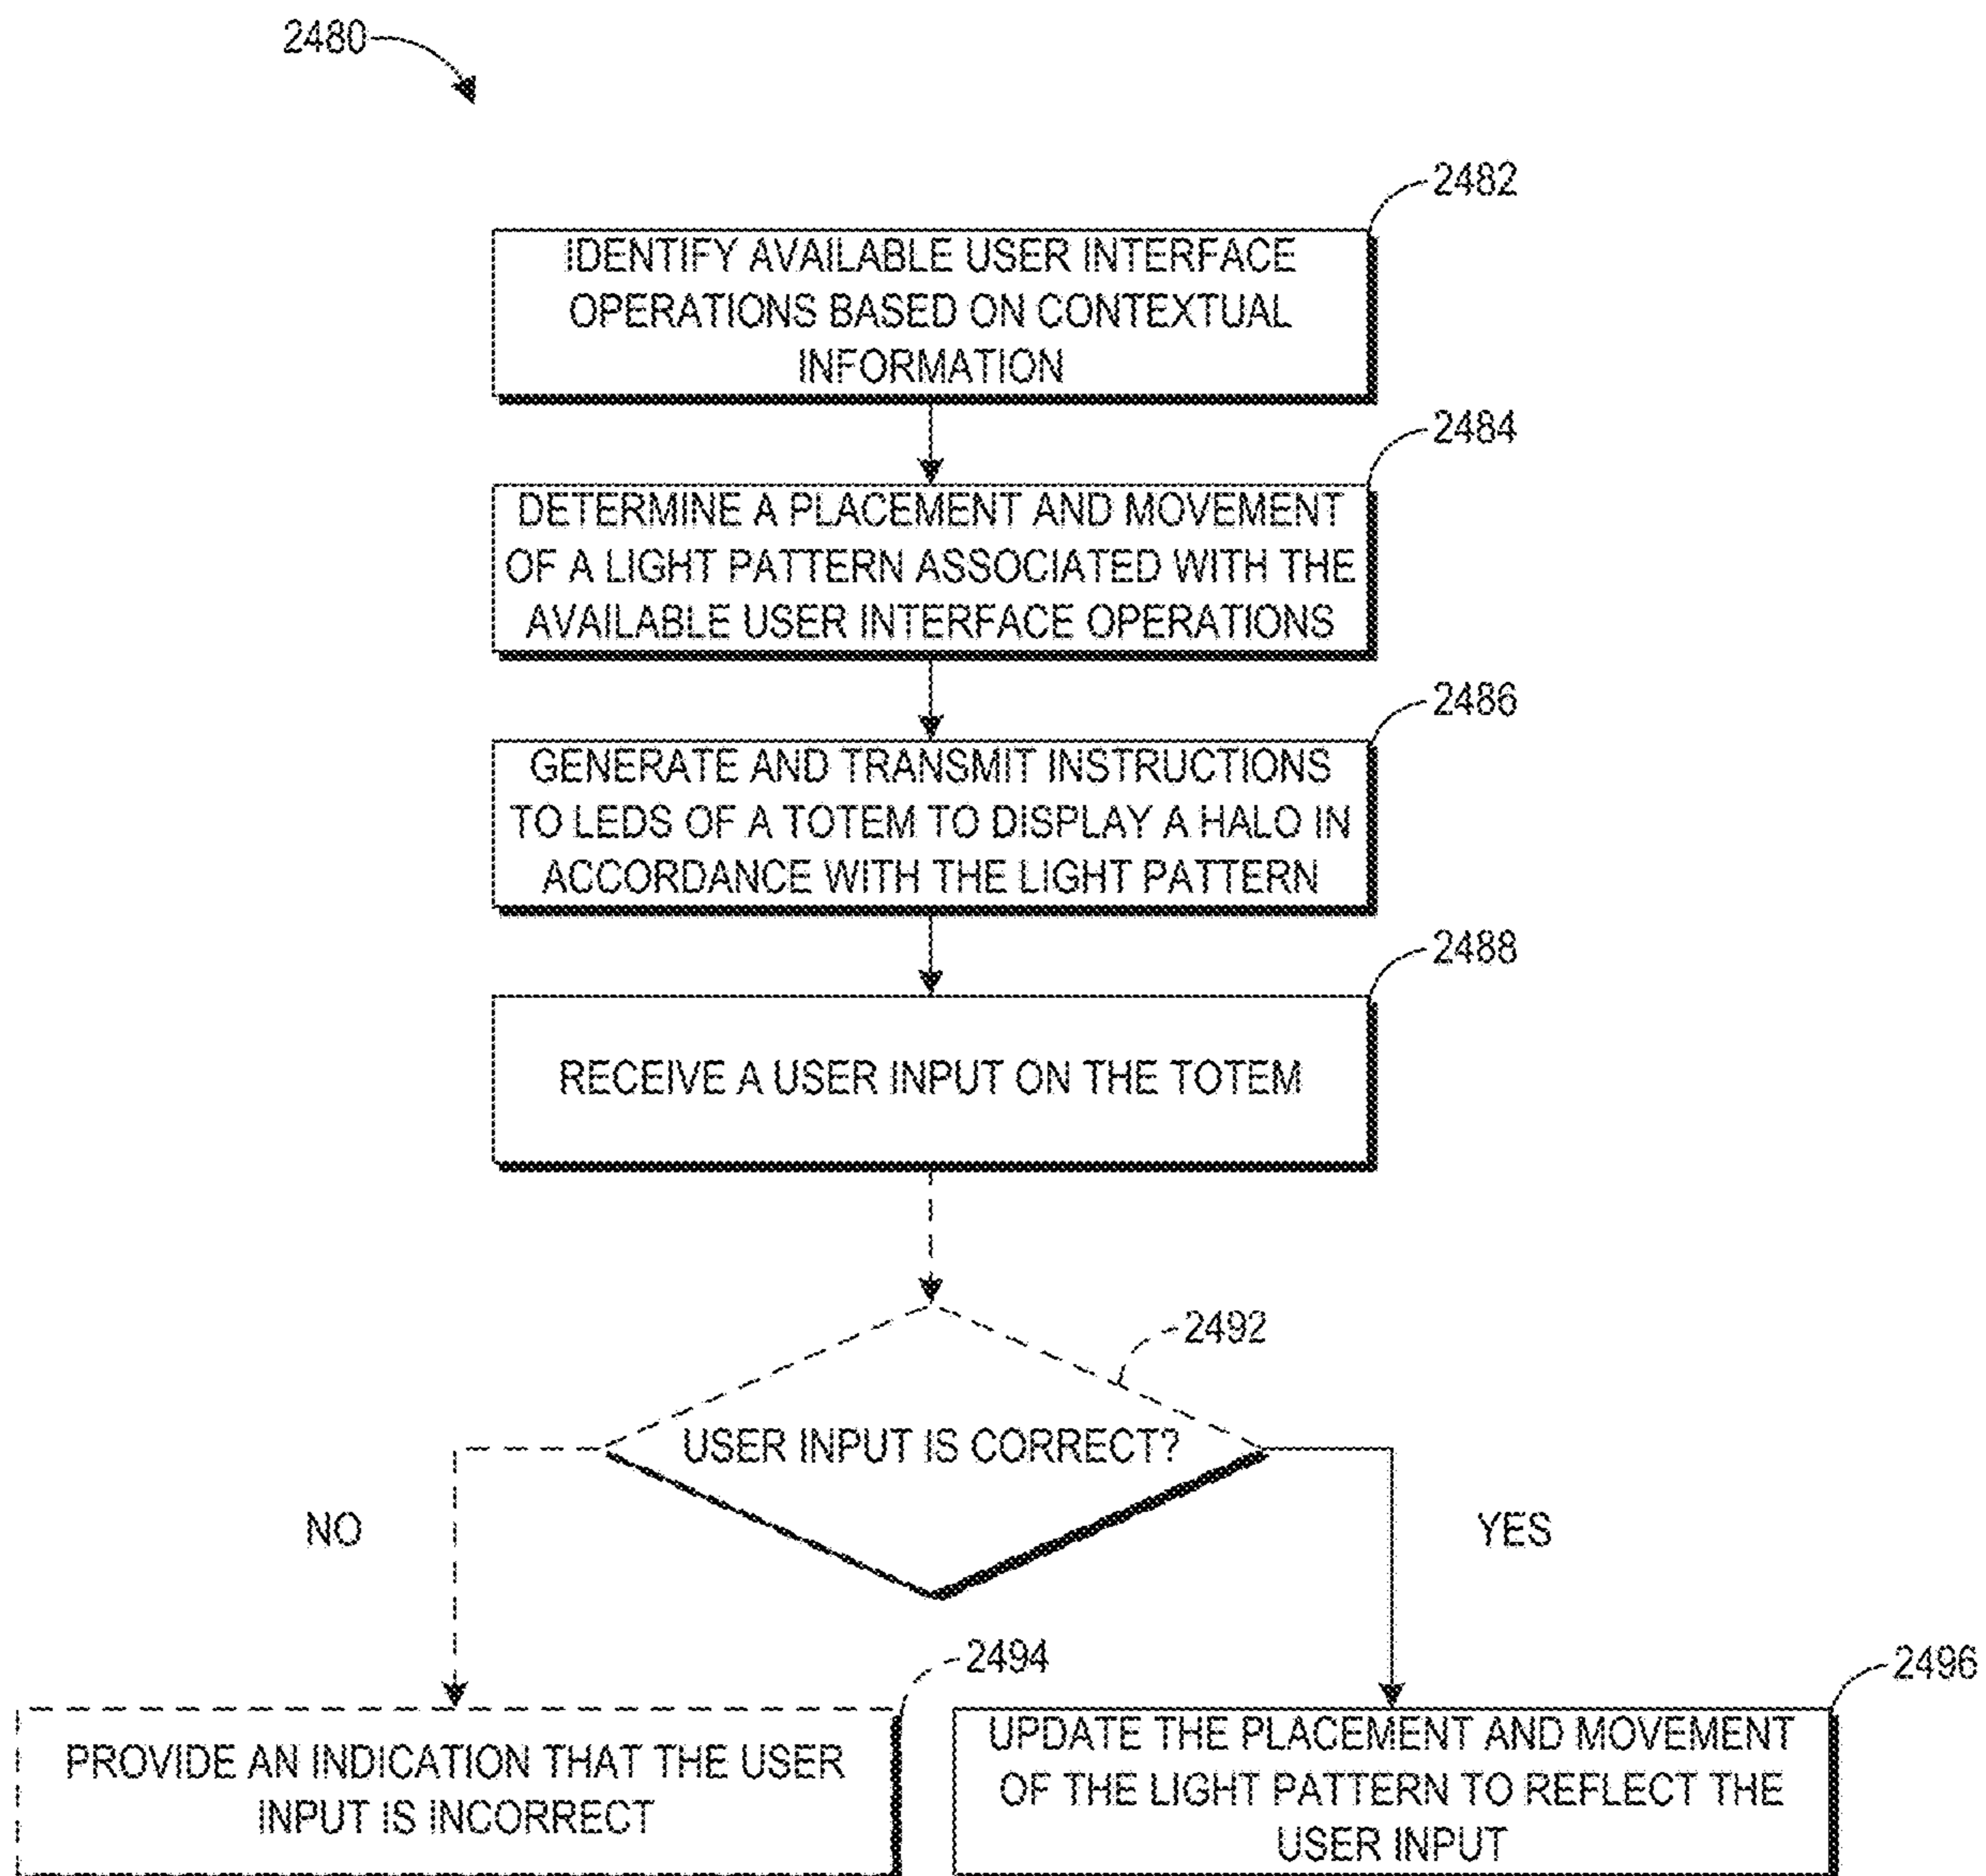 2480
2482
IDENTIFY AVAILABLE USER INTERFACE
OPERATIONS BASED ON CONTEXTUAL
INFORMATION
2484
DETERMINE A PLACEMENT AND MOVEMENT
OF A LIGHT PATTERN ASSOCIATED WITH THE
AVAILABLE USER INTERFACE OPERATIONS
2486
GENERATE AND TRANSMIT INSTRUCTIONS
TO LEDS OF A TOTEM TO DISPLAY A HALO IN
ACCORDANCE WITH THE LIGHT PATTERN
2488
RECEIVE A USER INPUT ON THE TOTEM
2492
USER INPUT IS CORRECT?
NO
YES
2494
PROVIDE AN INDICATION THAT THE USER
INPUT IS INCORRECT
2496
UPDATE THE PLACEMENT AND MOVEMENT
OF THE LIGHT PATTERN TO REFLECT THE
USER INPUT